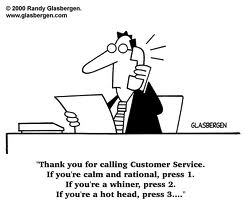 © 2000 Randy Glasbergen.
www.glasbergen.com
GLASBERGEN
"Thank you for calling Customer Service.
If you're calm and rational, press 1.
If you're a whiner, press 2.
If you're a hot head, press 3...."